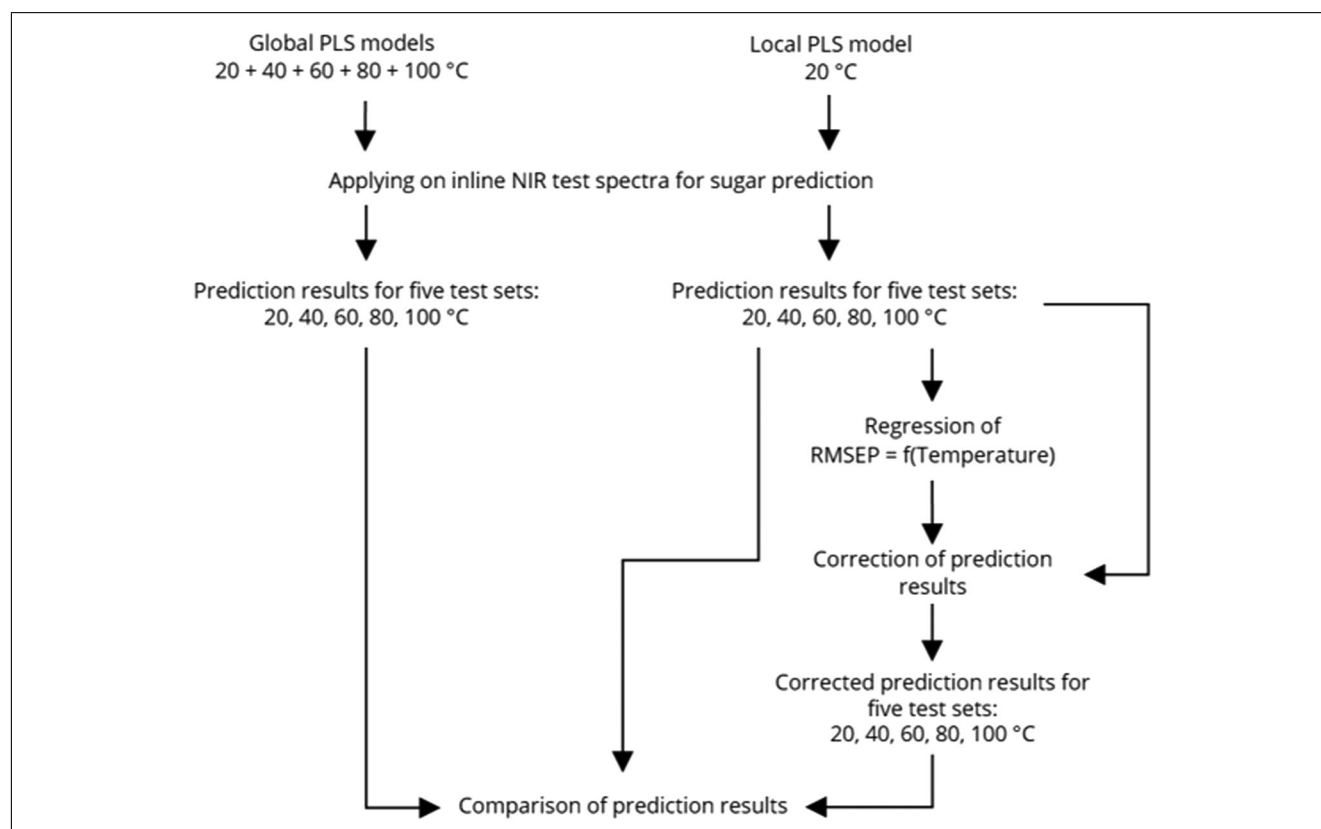 Global PLS models
20 + 40 + 60 + 80 + 100 °C
Local PLS model
20 °C
Applying on inline NIR test spectra for sugar prediction
Prediction results for five test sets:
20, 40, 60, 80, 100 °C
Prediction results for five test sets:
20, 40, 60, 80, 100 °C
Regression of
RMSEP = f(Temperature)
Correction of prediction
results
Corrected prediction results for
five test sets:
20, 40, 60, 80, 100 °C
Comparison of prediction results